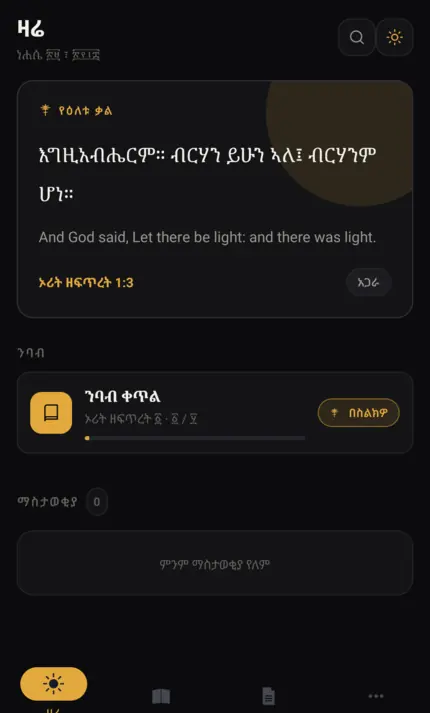 ዛሬ
ነሐሴ
የዕለቱ ቃል
እግዚአብሔርም። ብርሃን ይሁን ኣለ፤ ብርሃንም
ሆነ።
And God said, Let there be light: and there was light.
ኦሪት ዘፍጥረት 1:3
አጋራ
ንባብ
ንባብ ቀጥል
ኦሪት ዘፍጥረት ፩ · ፩ / ፶
በስልክዎ
ማስታወቂያ 0
ምንም ማስታወቂያ የለም